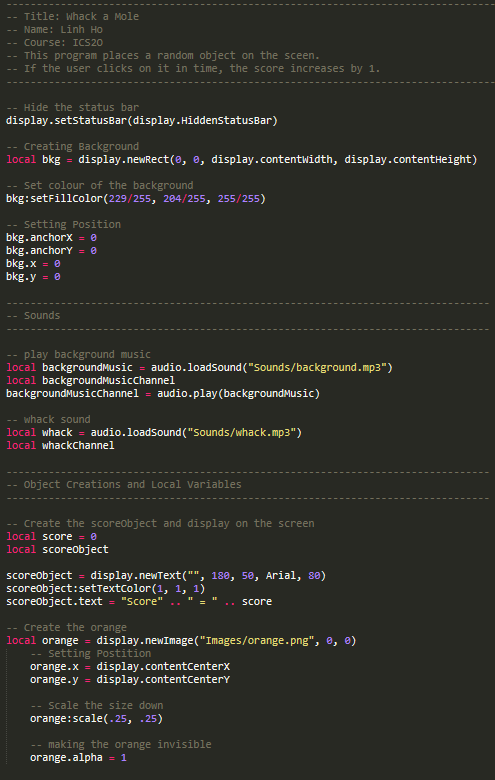 -- Title: Whack a Mole
-- Name: Linh Ho
-- Course: ICS2O
-- This program places a random object on the sceen.
-- If the user clicks on it in time, the score increases by 1.
-- Hide the status bar
display.setStatusBar(display.HiddenStatusBar)
-- Creating Background
local bkg = display.newRect(0, 0, display.contentWidth, display.contentHeight)
-- Set colour of the background
bkg:setFillColor(229/255, 204/255, 255/255)
-- Setting Position
bkg.anchorX = 0
bkg.anchorY = 0
bkg.x = 0
bkg.y = 0
-- Sounds
-- play background music
local backgroundMusic = audio.loadSound("Sounds/background.mp3")
local backgroundMusicChannel
backgroundMusicChannel = audio.play(backgroundMusic)
-- whack sound
local whack = audio.loadSound("Sounds/whack.mp3")
local whackChannel
-- Object Creations and Local Variables
-- Create the scoreObject and display on the screen
local score = 0
local scoreObject
scoreObject = display.newText("", 180, 50, Arial, 80)
scoreObject:setTextColor(1, 1, 1)
scoreObject.text = "Score" .. " = " .. score
-- Create the orange
local orange = display.newImage("Images/orange.png", 0, 0)
-- Setting Postition
orange.x = display.contentCenterX
orange.y = display.contentCenterY
-- Scale the size down
orange:scale(.25, .25)
-- making the orange invisible
orange.alpha = 1